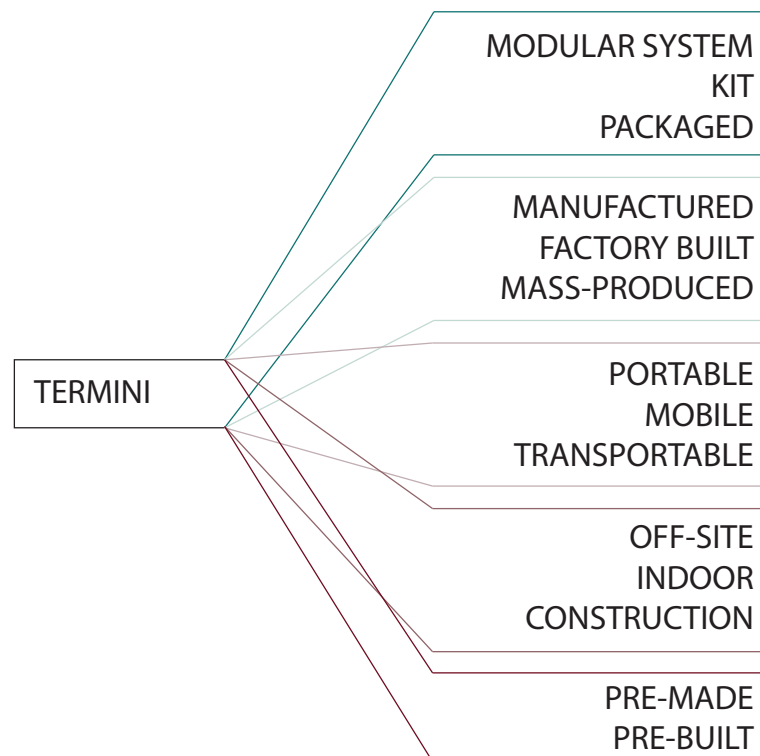 MODULAR SYSTEM
KIT
PACKAGED
MANUFACTURED
FACTORY BUILT
MASS-PRODUCED
TERMINI
PORTABLE
MOBILE
TRANSPORTABLE
OFF-SITE
INDOOR
CONSTRUCTION
PRE-MADE
PRE-BUILT